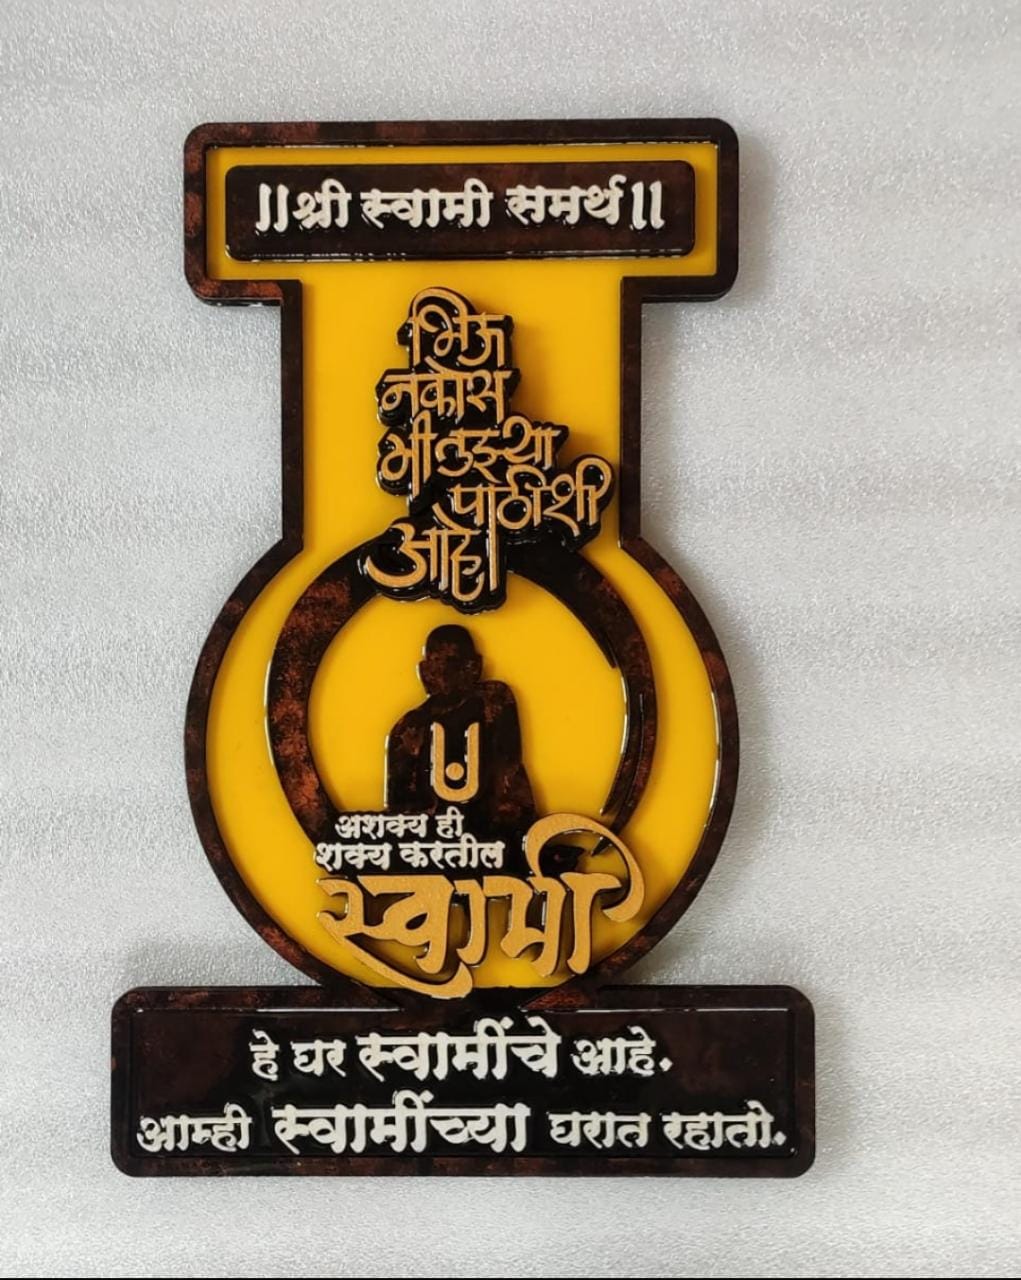 ||श्री स्वामी समर्थ||
भिऊ
नकोस
मी तुझ्या
पाठीशी
आहे।
अशक्य ही
शक्य करतील
स्वामी
हे घर स्वामींचे आहे.
आम्ही स्वामींच्या घरात रहातो.